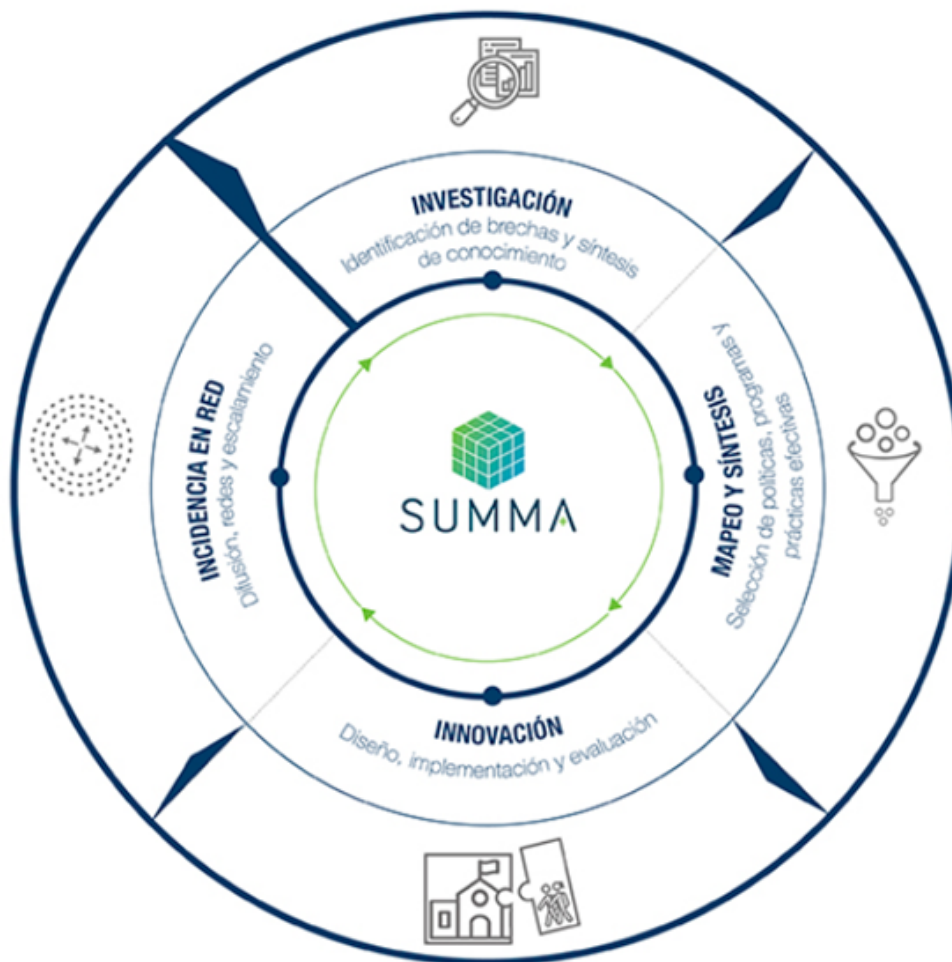 INVESTIGACIÓN
Identificación de brechas y síntesis
de conocimiento
MAPEO Y SÍNTESIS
Selección de políticas, programas y
prácticas efectivas
INNOVACIÓN
Diseño, implementación y evaluación
INCIDENCIA EN RED
Difusión, redes y escalamiento
SUMMA